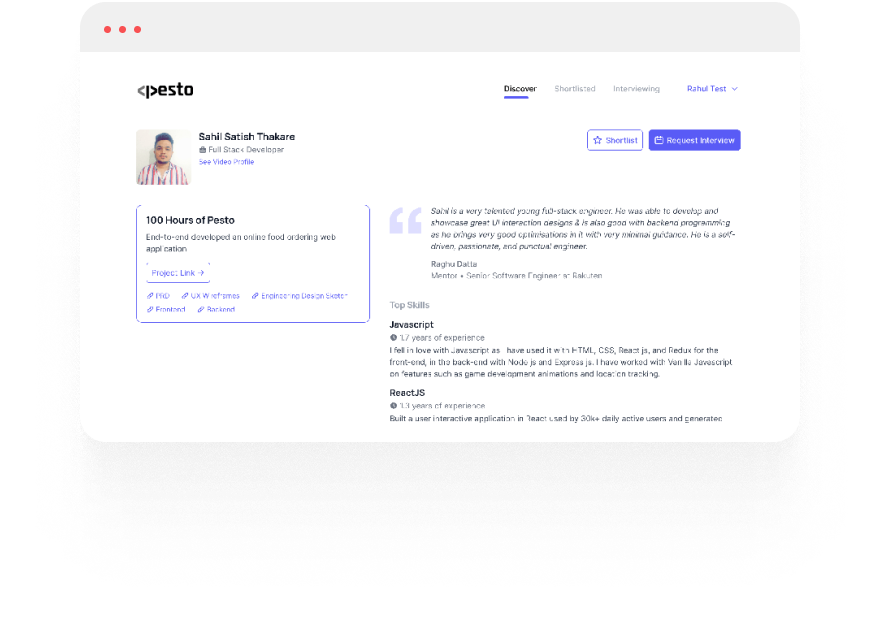 <pesto
Discover Shortlisted Interviewing Rahul Test
Sahil Satish Thakare
Full Stack Developer
See Video Profile
Shortlist Request Interview
100 Hours of Pesto
End-to-end developed an online food ordering web
application
Project Link →
PRD UX Wireframes Engineering Design Sketch
Frontend Backend
Sahil is a very talented young full-stack engineer. He was able to develop and
showcase great UI interaction designs & is also good with backend programming
as he brings very good optimisations in it with very minimal guidance. He is a self-
driven, passionate, and punctual engineer.
Raghu Datta
Mentor • Senior Software Engineer at Rakuten
Top Skills
Javascript
1.7 years of experience
I fell in love with Javascript as I have used it with HTML, CSS, React js, and Redux for the
front-end, in the back-end with Node js and Express js. I have worked with Vanilla Javascript
on features such as game development animations and location tracking.
ReactJS
1.3 years of experience
Built a user interactive application in React used by 30k+ daily active users and generated